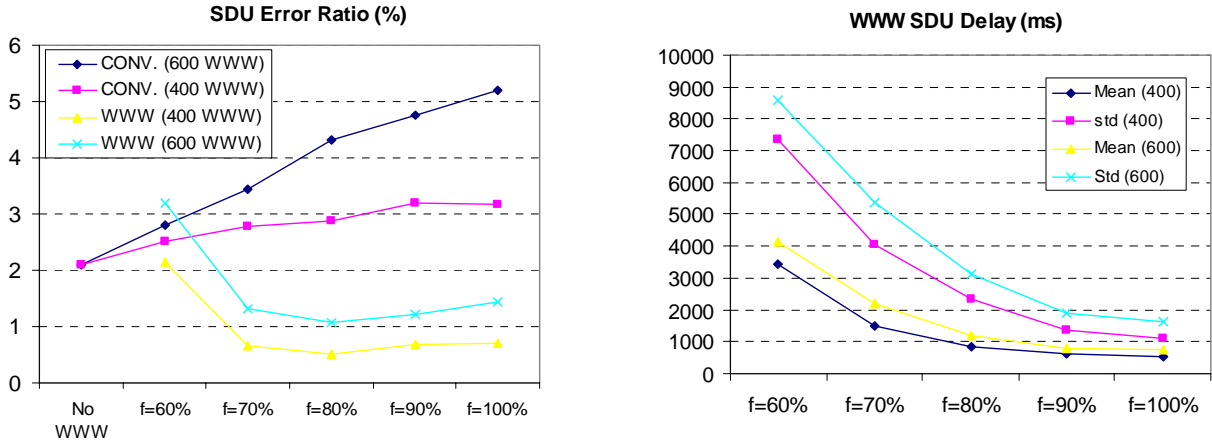 SDU Error Ratio (%)
6
5
4
3
2
1
0
CONV. (600 WWW)
CONV. (400 WWW)
WWW (400 WWW)
WWW (600 WWW)
No WWW
f=60%
f=70%
f=80%
f=90%
f=100%
WWW SDU Delay (ms)
10000
9000
8000
7000
6000
5000
4000
3000
2000
1000
0
Mean (400)
std (400)
Mean (600)
Std (600)
f=60%
f=70%
f=80%
f=90%
f=100%